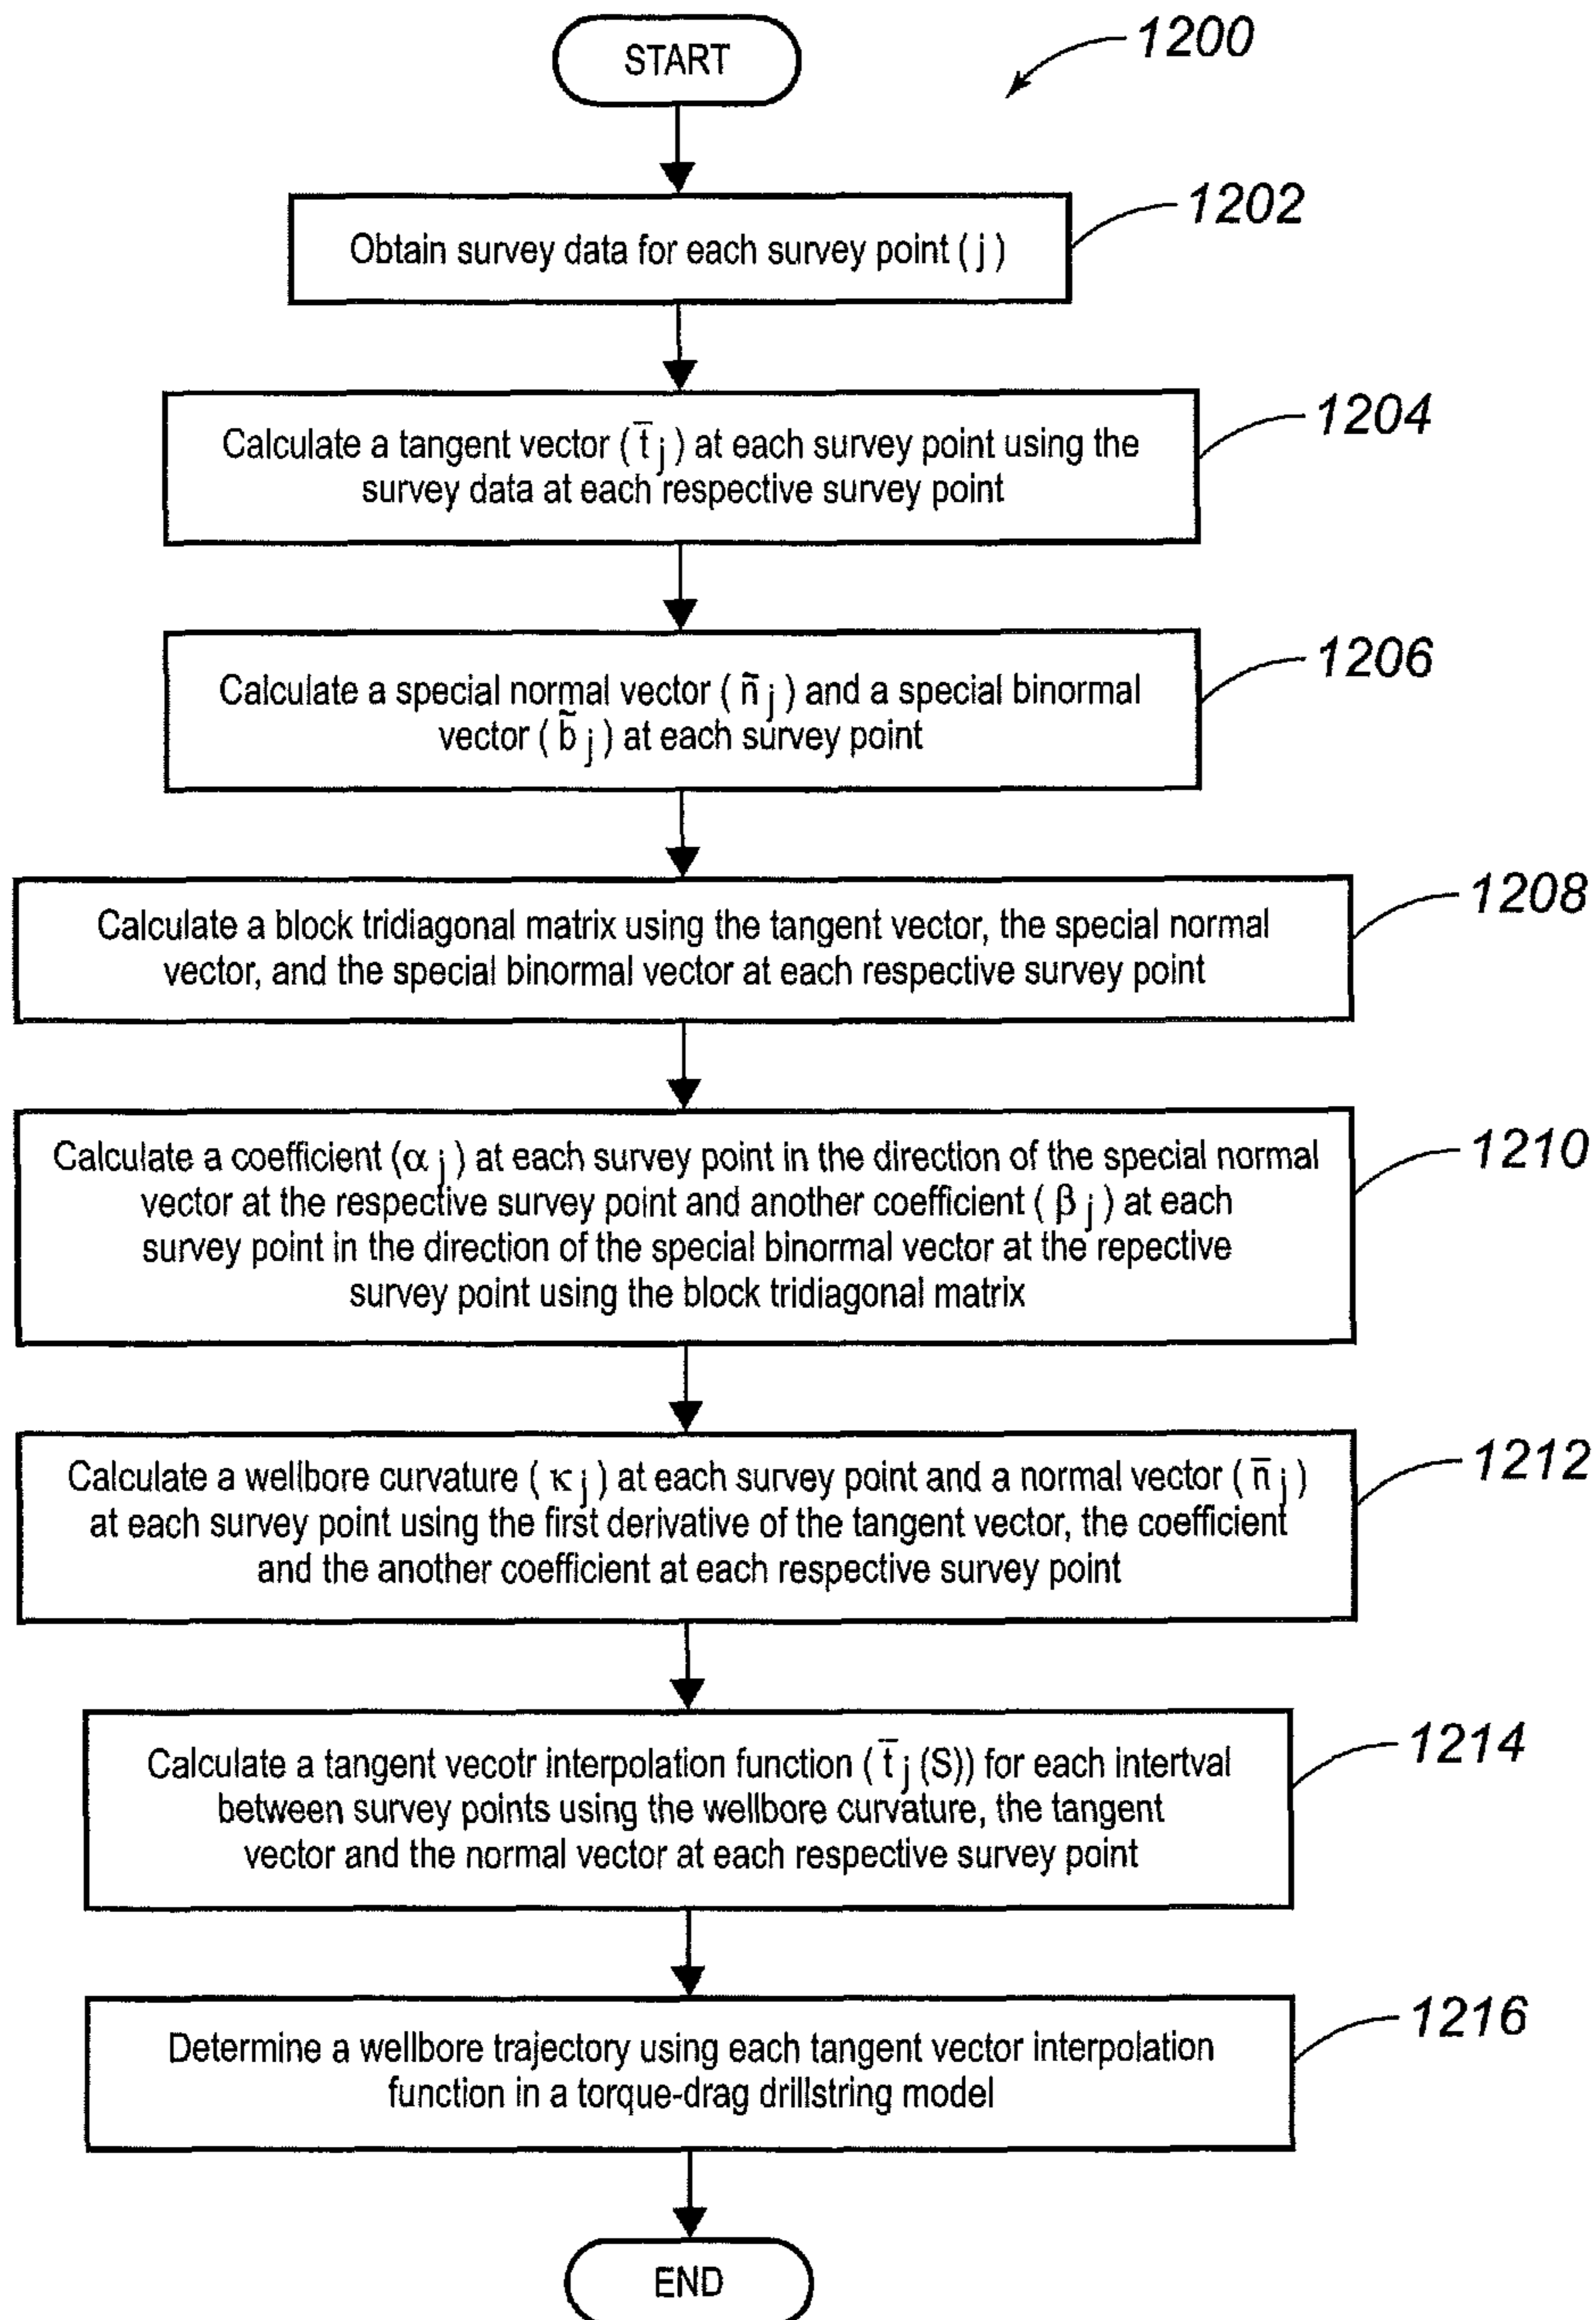 START
1200
1202
Obtain survey data for each survey point ( j )
1204
Calculate a tangent vector ( t̄ j ) at each survey point using the
survey data at each respective survey point
1206
Calculate a special normal vector ( ñ j ) and a special binormal
vector ( b̃ j ) at each survey point
1208
Calculate a block tridiagonal matrix using the tangent vector, the special normal
vector, and the special binormal vector at each respective survey point
1210
Calculate a coefficient (α j ) at each survey point in the direction of the special normal
vector at the respective survey point and another coefficient ( β j ) at each
survey point in the direction of the special binormal vector at the repective
survey point using the block tridiagonal matrix
1212
Calculate a wellbore curvature ( κ j ) at each survey point and a normal vector ( n̄ j )
at each survey point using the first derivative of the tangent vector, the coefficient
and the another coefficient at each respective survey point
1214
Calculate a tangent vecotr interpolation function ( t̄ j (S)) for each intertval
between survey points using the wellbore curvature, the tangent
vector and the normal vector at each respective survey point
1216
Determine a wellbore trajectory using each tangent vector interpolation
function in a torque-drag drillstring model
END